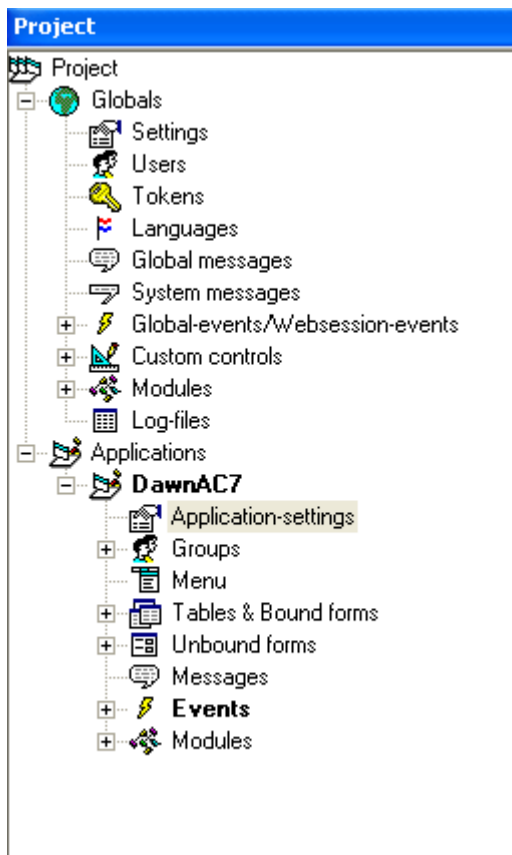 Project
Project
Globals
Settings
Users
Tokens
Languages
Global messages
System messages
Global-events/Websession-events
Custom controls
Modules
Log-files
Applications
DawnAC7
Application-settings
Groups
Menu
Tables & Bound forms
Unbound forms
Messages
Events
Modules